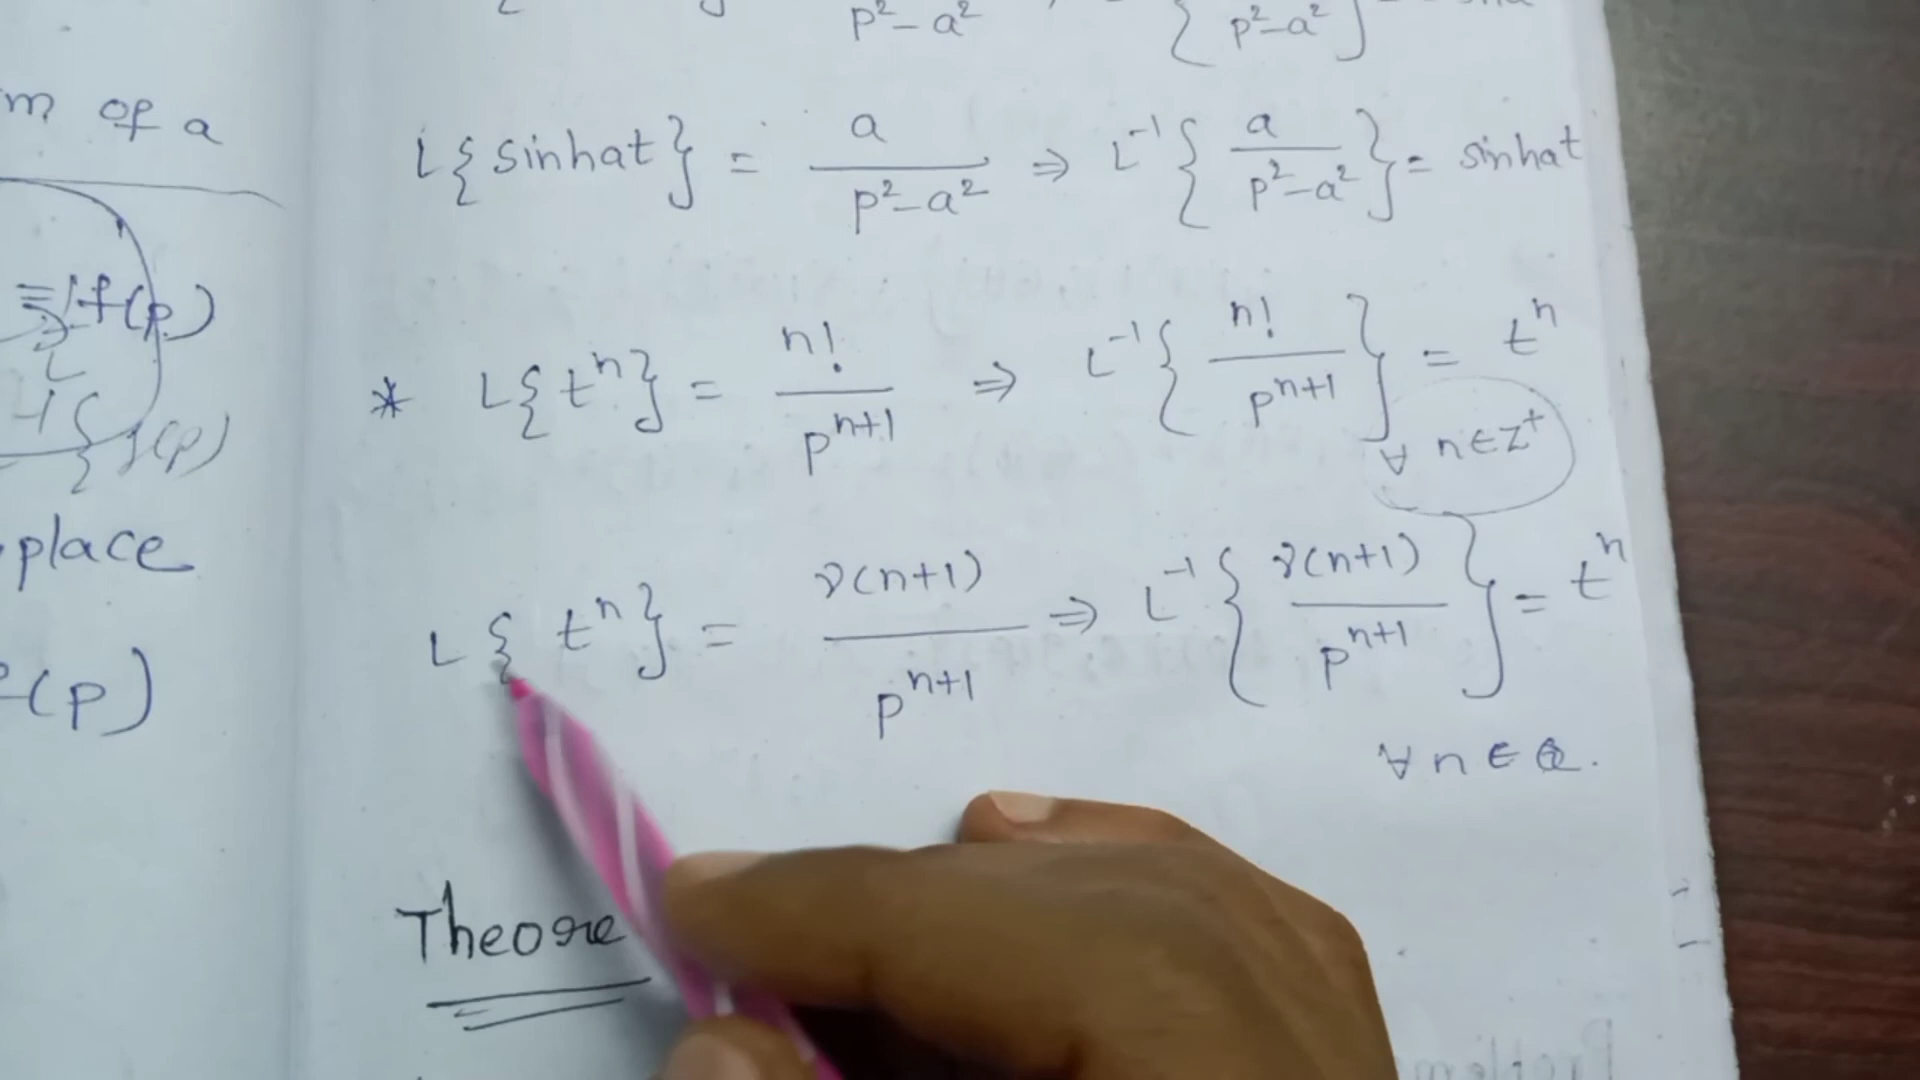 m of a
f(p)
f(p)
place
(p)
p²-a² { p²-a² }
L{sinhat} = a / p²-a² ⇒ L⁻¹{ a / p²-a² } = sinhat
* L{tⁿ} = n! / pⁿ⁺¹ ⇒ L⁻¹{ n! / pⁿ⁺¹ } = tⁿ
∀ n∈Z⁺
L{tⁿ} = γ(n+1) / pⁿ⁺¹ ⇒ L⁻¹{ γ(n+1) / pⁿ⁺¹ } = tⁿ
∀ n ∈ Q.
Theore